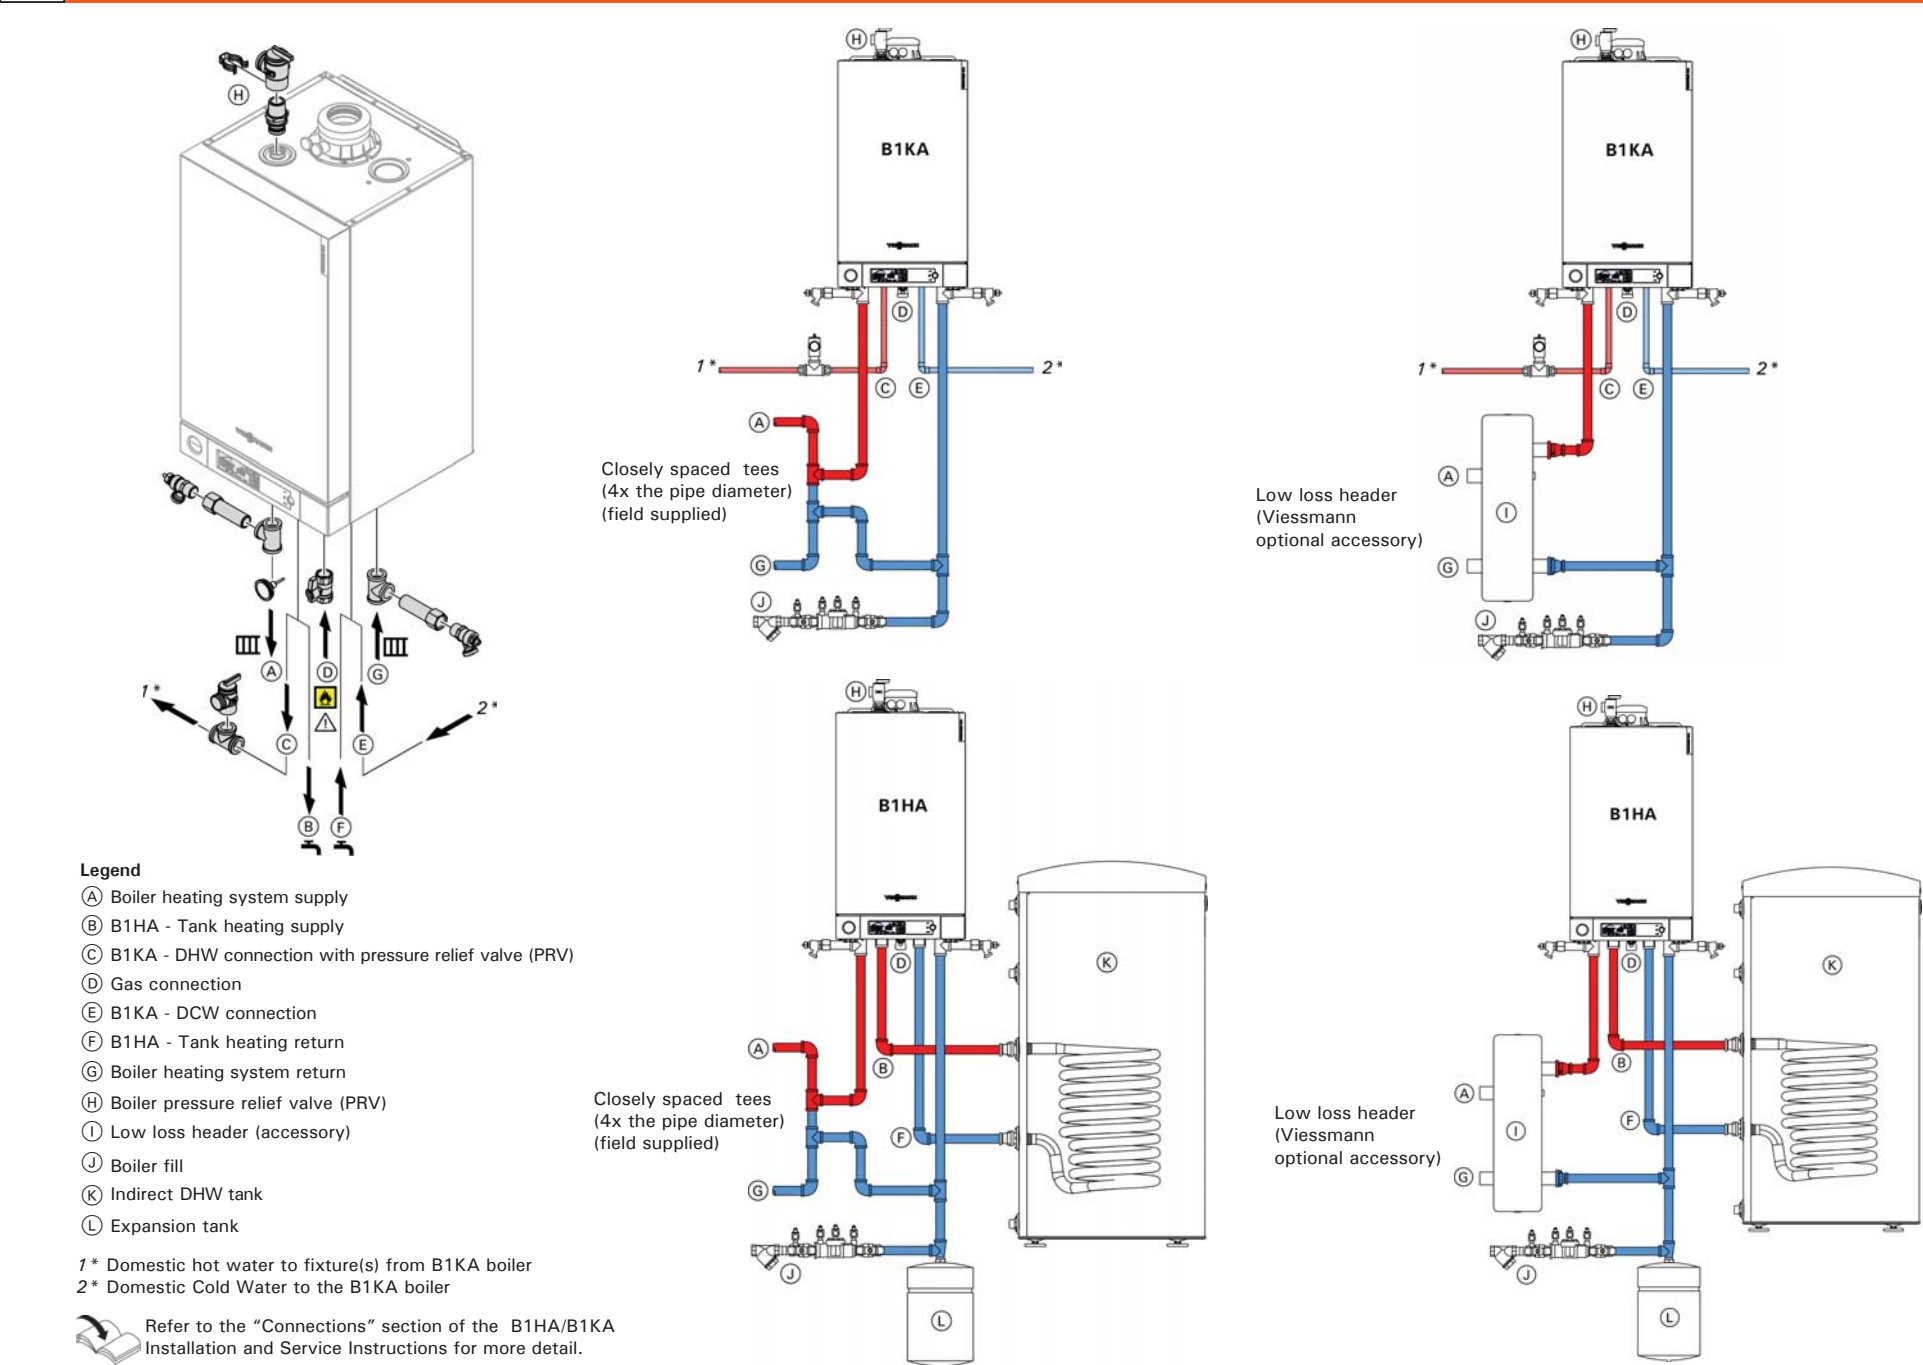 H
A
D
G
1*
2*
C
E
B
F
Legend
A Boiler heating system supply
B B1HA - Tank heating supply
C B1KA - DHW connection with pressure relief valve (PRV)
D Gas connection
E B1KA - DCW connection
F B1HA - Tank heating return
G Boiler heating system return
H Boiler pressure relief valve (PRV)
I Low loss header (accessory)
J Boiler fill
K Indirect DHW tank
L Expansion tank
1* Domestic hot water to fixture(s) from B1KA boiler
2* Domestic Cold Water to the B1KA boiler
Refer to the “Connections” section of the B1HA/B1KA
Installation and Service Instructions for more detail.
H
B1KA
VIESMANN
D
1*
2*
C
E
A
Closely spaced tees
(4x the pipe diameter)
(field supplied)
G
J
H
B1KA
D
1*
2*
C
E
A
Low loss header
(Viessmann
optional accessory)
I
G
J
H
B1HA
D
K
A
B
Closely spaced tees
(4x the pipe diameter)
(field supplied)
F
G
J
L
H
B1HA
D
K
B
A
Low loss header
(Viessmann
optional accessory)
I
F
G
J
L